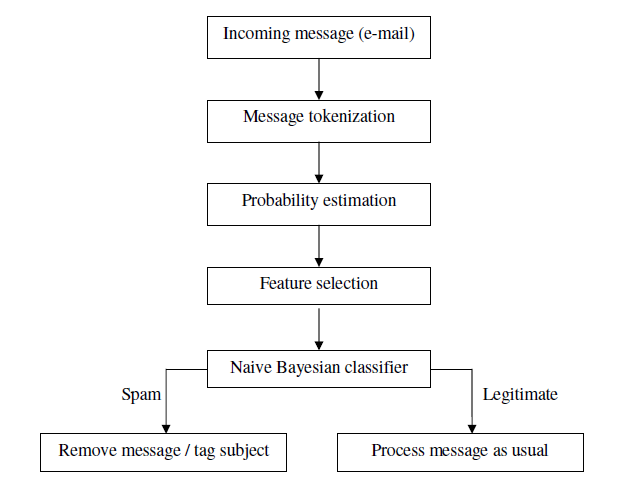 Incoming message (e-mail)
Message tokenization
Probability estimation
Feature selection
Naive Bayesian classifier
Spam
Legitimate
Remove message / tag subject
Process message as usual